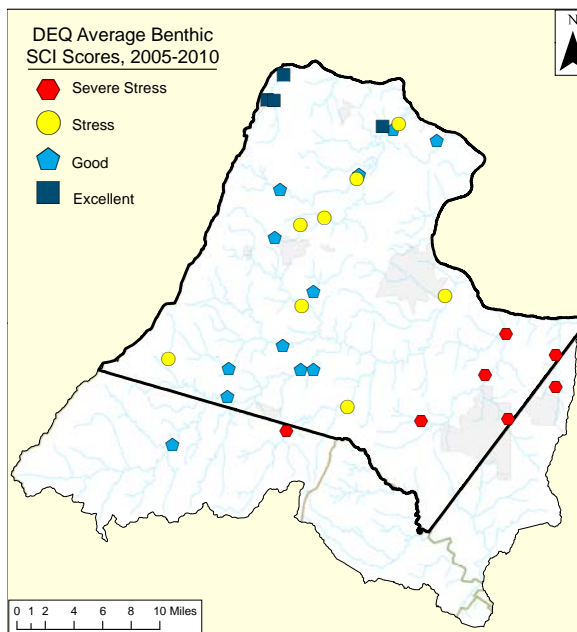 DEQ Average Benthic
SCI Scores, 2005-2010
Severe Stress
Stress
Good
Excellent
N
0 1 2 4 6 8 10 Miles